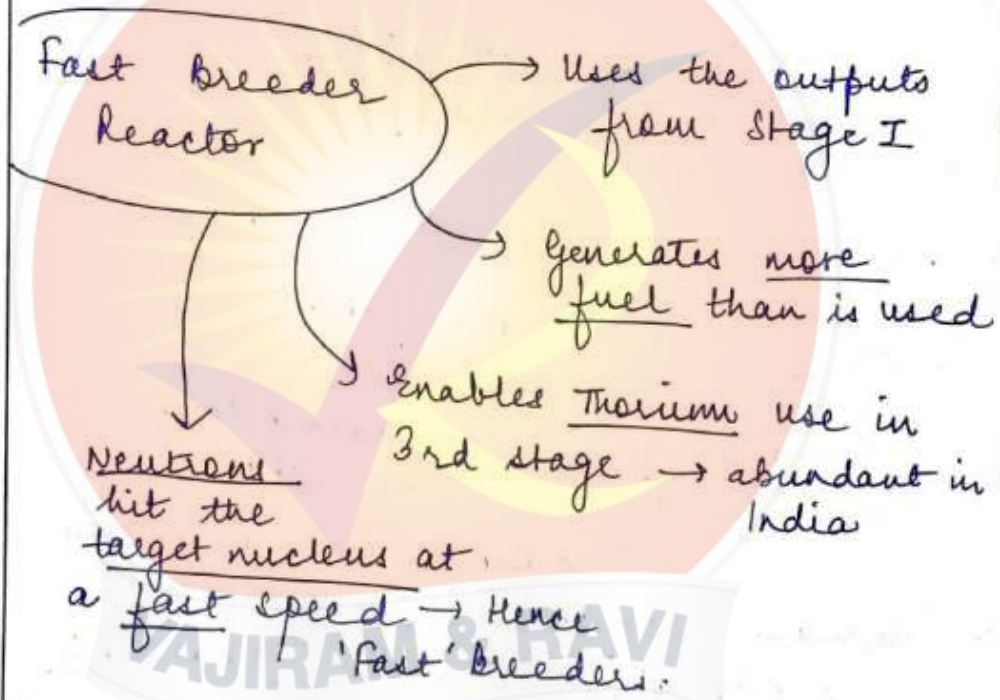 Fast Breeder
Reactor
Uses the outputs
from Stage I
Generates more
fuel than is used
Enables Thorium use in
3rd stage → abundant in
India
Neutrons
hit the
target nucleus at
a fast speed → Hence
'Fast' Breeders.
VAJIRAM & RAVI